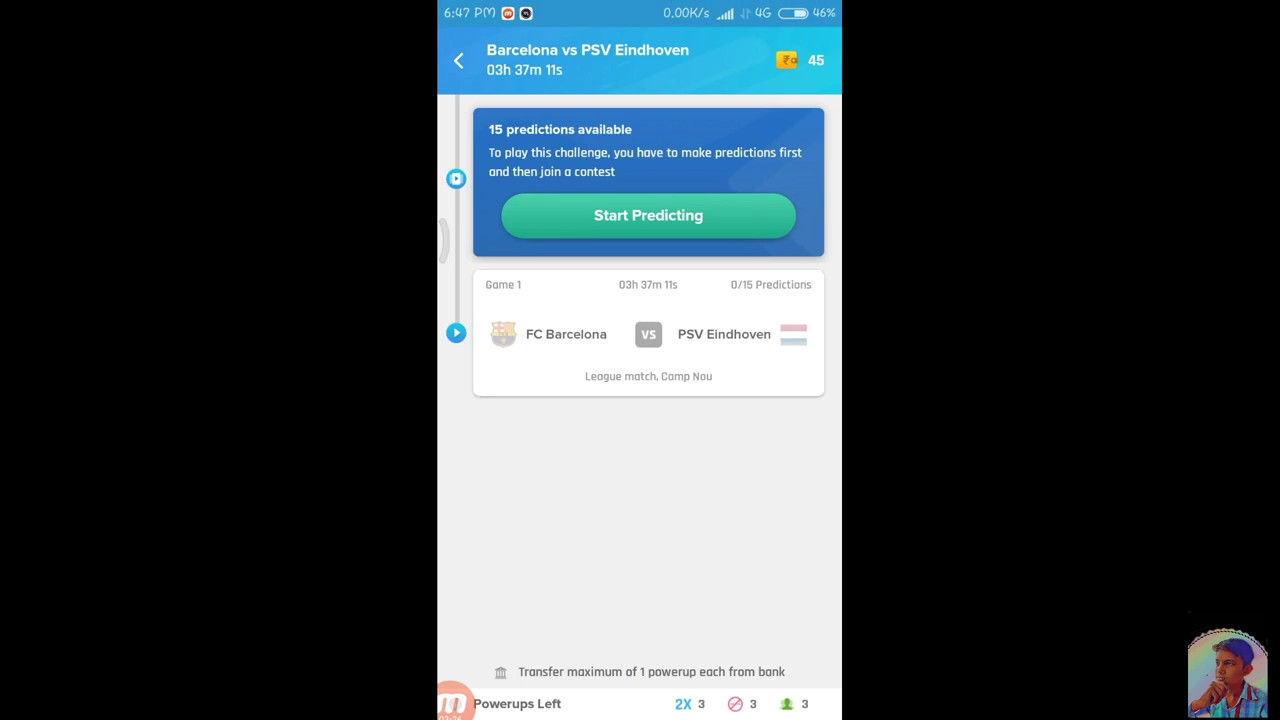 6:47 PM
0.00K/s
4G
46%
Barcelona vs PSV Eindhoven
03h 37m 11s
45
15 predictions available
To play this challenge, you have to make predictions first
and then join a contest
Start Predicting
Game 1
03h 37m 11s
0/15 Predictions
FC Barcelona
VS
PSV Eindhoven
League match, Camp Nou
Transfer maximum of 1 powerup each from bank
Powerups Left
2X 3
3
3